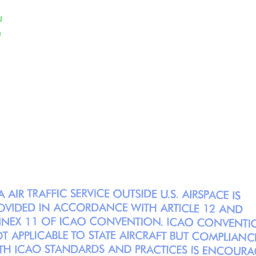 A AIR TRAFFIC SERVICE OUTSIDE U.S. AIRSPACE IS
OVIDED IN ACCORDANCE WITH ARTICLE 12 AND
NEX 11 OF ICAO CONVENTION. ICAO CONVENTIO
OT APPLICABLE TO STATE AIRCRAFT BUT COMPLIANC
TH ICAO STANDARDS AND PRACTICES IS ENCOURA